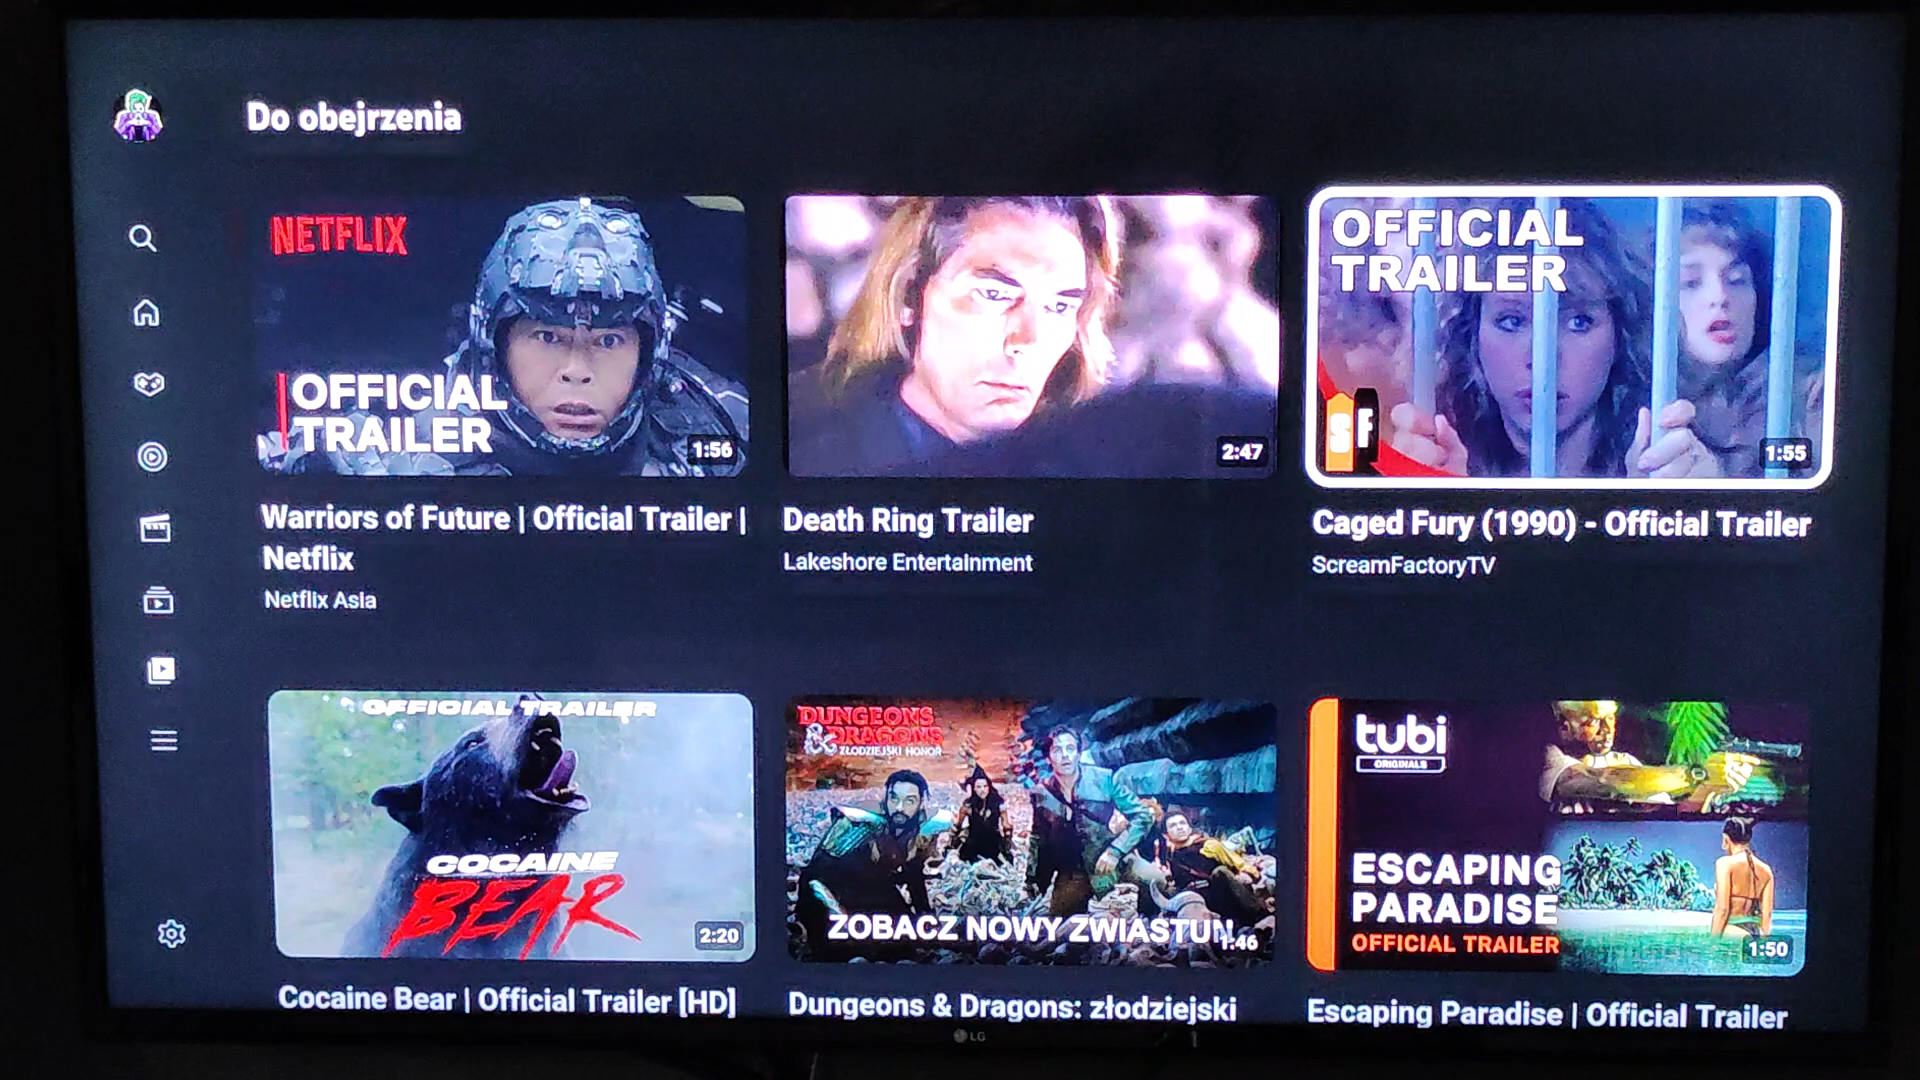 Do obejrzenia
NETFLIX
OFFICIAL
TRAILER
1:56
2:47
OFFICIAL
TRAILER
SF
1:55
Warriors of Future | Official Trailer |
Netflix
Netflix Asia
Death Ring Trailer
Lakeshore Entertainment
Caged Fury (1990) - Official Trailer
ScreamFactoryTV
OFFICIAL TRAILER
COCAINE
BEAR
2:20
DUNGEONS
& DRAGONS
ZŁODZIEJSKI HONOR
ZOBACZ NOWY ZWIASTUN
1:46
tubi
ORIGINALS
ESCAPING
PARADISE
OFFICIAL TRAILER
1:50
Cocaine Bear | Official Trailer [HD]
Dungeons & Dragons: złodziejski
Escaping Paradise | Official Trailer
LG